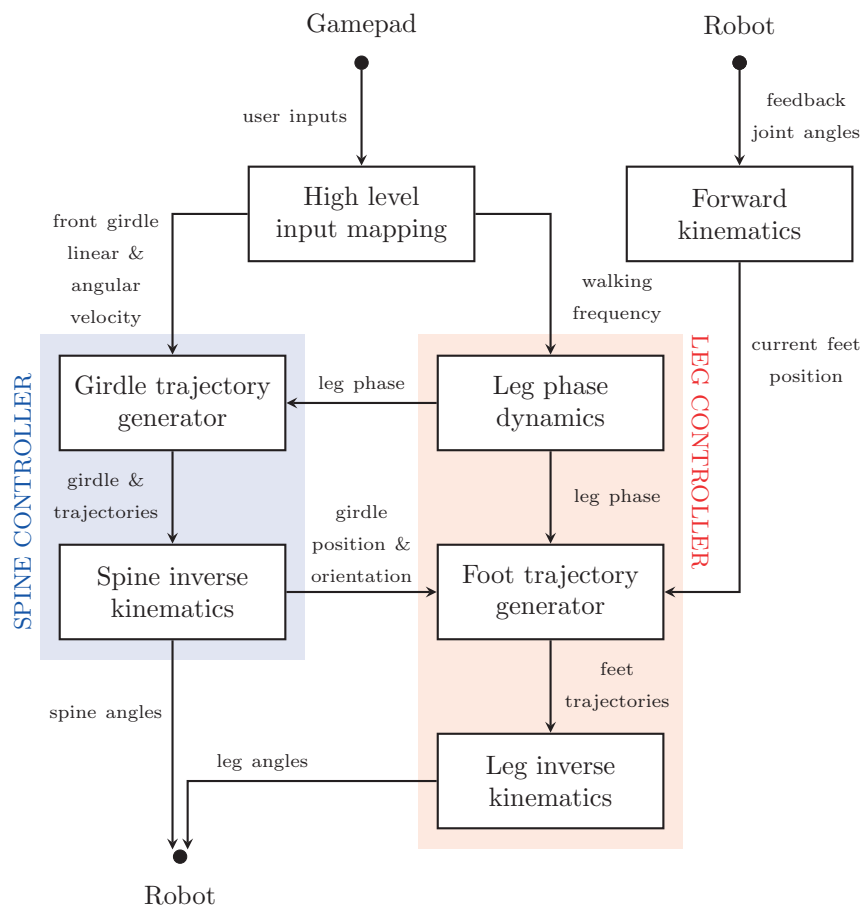 Gamepad
Robot
user inputs
feedback
joint angles
High level
input mapping
Forward
kinematics
front girdle
linear &
angular
velocity
walking
frequency
current feet
position
SPINE CONTROLLER
LEG CONTROLLER
Girdle trajectory
generator
leg phase
Leg phase
dynamics
girdle &
trajectories
leg phase
girdle
position &
orientation
Spine inverse
kinematics
Foot trajectory
generator
feet
trajectories
spine angles
leg angles
Leg inverse
kinematics
Robot